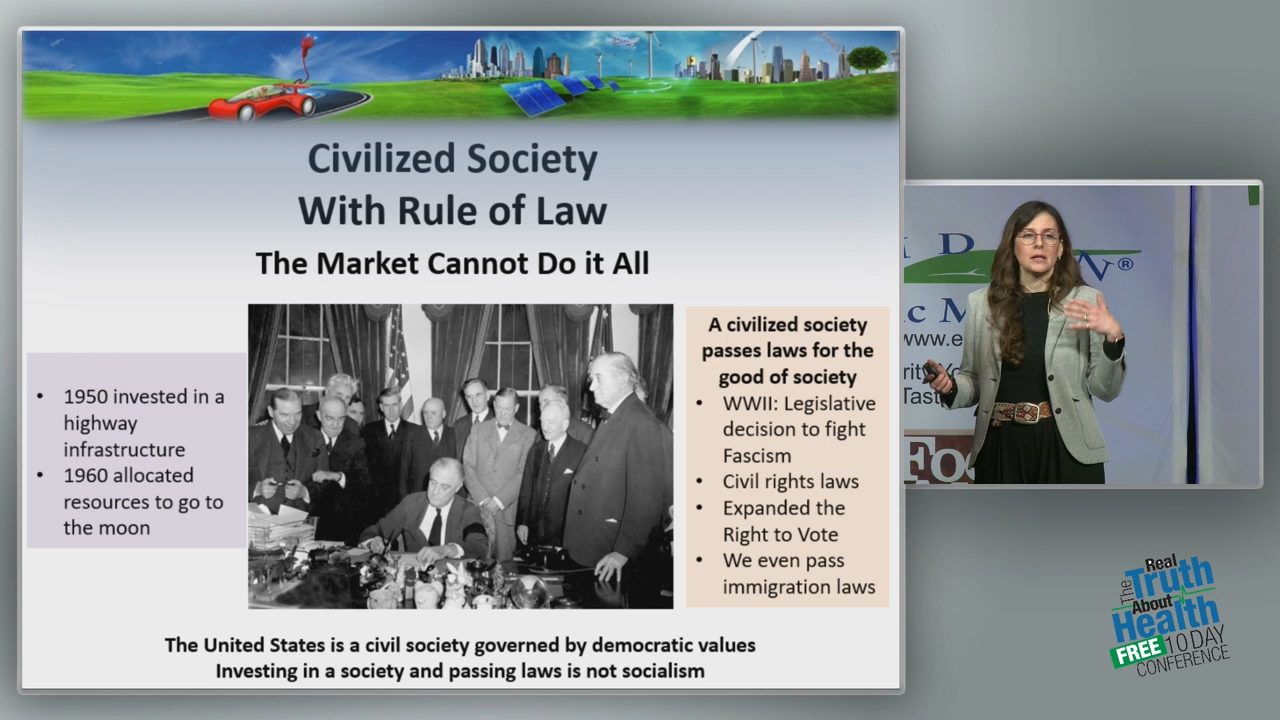 Civilized Society
With Rule of Law
The Market Cannot Do it All
• 1950 invested in a
highway
infrastructure
• 1960 allocated
resources to go to
the moon
A civilized society
passes laws for the
good of society
• WWII: Legislative
decision to fight
Fascism
• Civil rights laws
• Expanded the
Right to Vote
• We even pass
immigration laws
The United States is a civil society governed by democratic values
Investing in a society and passing laws is not socialism
www.e
The Real
Truth
About
Health
FREE 10 DAY
CONFERENCE